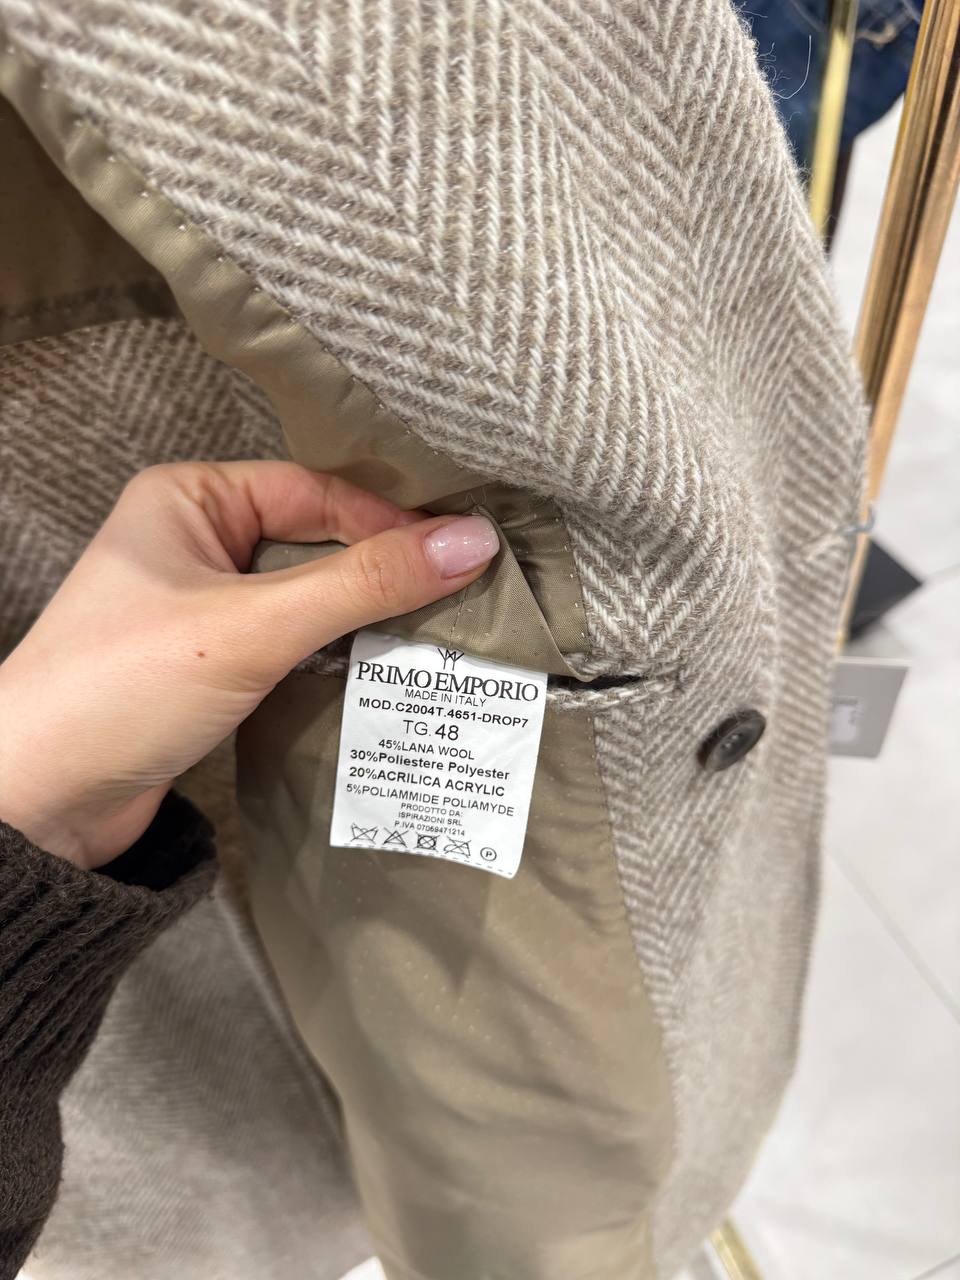 PRIMO EMPORIO
MADE IN ITALY
MOD.C2004T.4651-DROP7
TG. 48
45%LANA WOOL
30%Poliestere Polyester
20%ACRILICA ACRYLIC
5%POLIAMMIDE POLIAMYDE
PRODOTTO DA:
ISPIRAZIONI SRL
P.IVA 07069471214
P